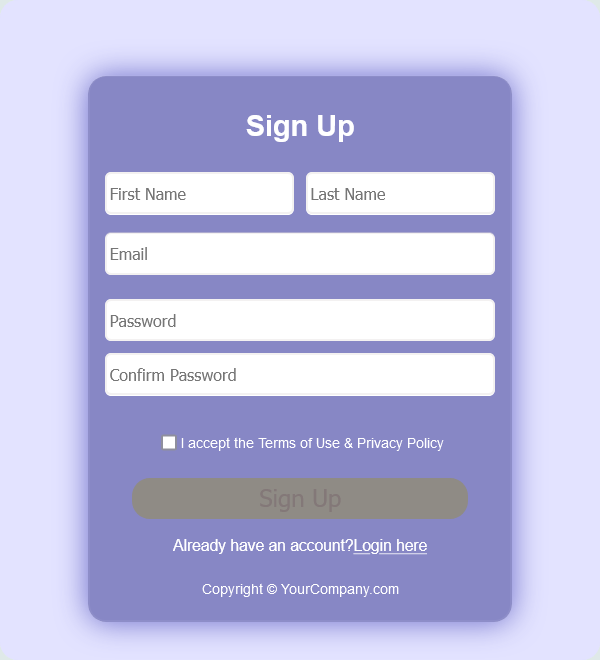 Sign Up
First Name Last Name
Email
Password
Confirm Password
I accept the Terms of Use & Privacy Policy
Sign Up
Already have an account?Login here
Copyright © YourCompany.com